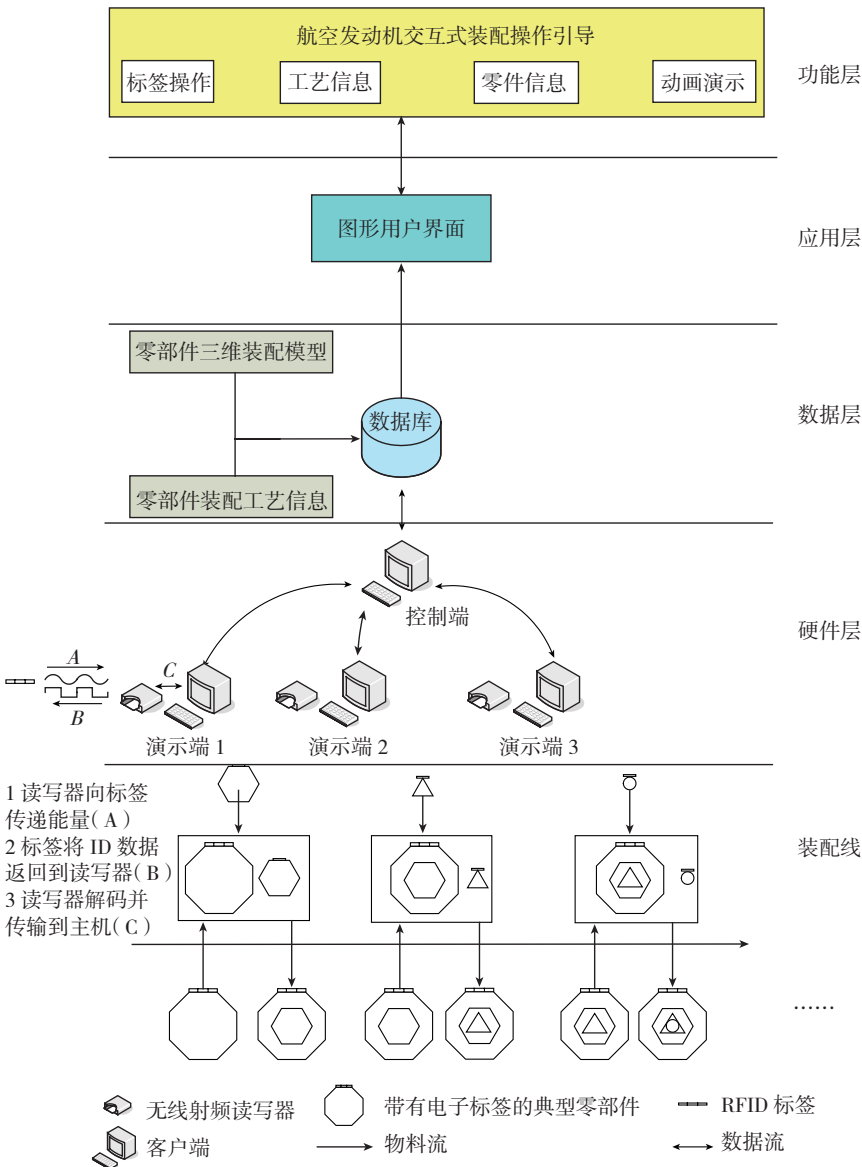 航空发动机交互式装配操作引导
标签操作
工艺信息
零件信息
动画演示
功能层
图形用户界面
应用层
零部件三维装配模型
数据库
零部件装配工艺信息
数据层
控制端
硬件层
A
B
C
演示端 1
演示端 2
演示端 3
1 读写器向标签
传递能量( A )
2 标签将 ID 数据
返回到读写器( B )
3 读写器解码并
传输到主机( C )
装配线
……
无线射频读写器
带有电子标签的典型零部件
RFID 标签
客户端
物料流
数据流